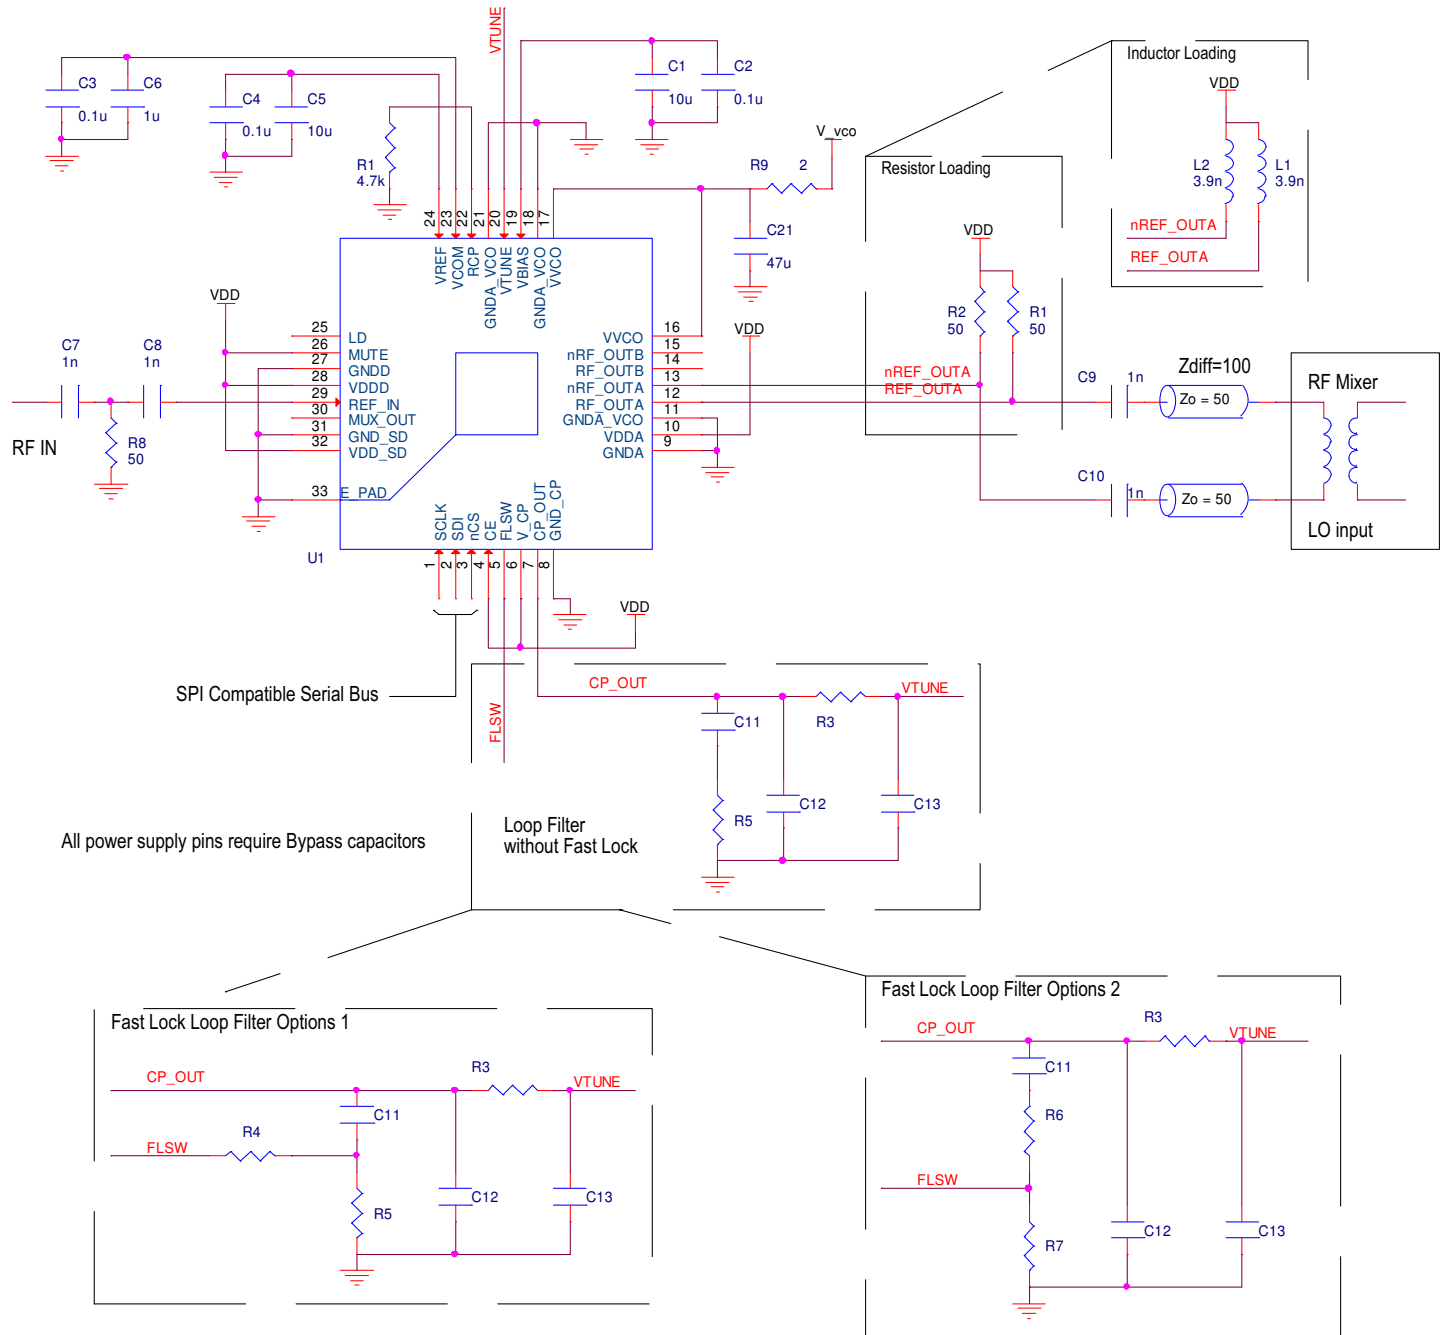 VTUNE
C3
0.1u
C6
1u
C4
0.1u
C5
10u
R1
4.7k
C1
10u
C2
0.1u
V_vco
R9
2
C21
47u
Inductor Loading
VDD
L2
3.9n
L1
3.9n
nREF_OUTA
REF_OUTA
Resistor Loading
VDD
R2
50
R1
50
nREF_OUTA
REF_OUTA
24
23
22
21
20
19
18
17
VREF
VCOM
RCP
GNDA_VCO
VTUNE
VBIAS
GNDA_VCO
VVCO
VDD
25
LD
26
MUTE
27
GNDD
28
VDDD
29
REF_IN
30
MUX_OUT
31
GND_SD
32
VDD_SD
33
E_PAD
VVCO
16
nRF_OUTB
15
RF_OUTB
14
nRF_OUTA
13
RF_OUTA
12
GNDA_VCO
11
VDDA
10
GNDA
9
VDD
C7
1n
C8
1n
R8
50
RF IN
U1
SCLK
SDI
nCS
CE
FLSW
V_CP
CP_OUT
GND_CP
1
2
3
4
5
6
7
8
VDD
C9
1n
Zdiff=100
Zo = 50
C10
1n
Zo = 50
RF Mixer
LO input
SPI Compatible Serial Bus
FLSW
CP_OUT
VTUNE
C11
R3
R5
C12
C13
Loop Filter
without Fast Lock
All power supply pins require Bypass capacitors
Fast Lock Loop Filter Options 1
CP_OUT
R3
VTUNE
C11
FLSW
R4
R5
C12
C13
Fast Lock Loop Filter Options 2
CP_OUT
R3
VTUNE
C11
R6
FLSW
R7
C12
C13